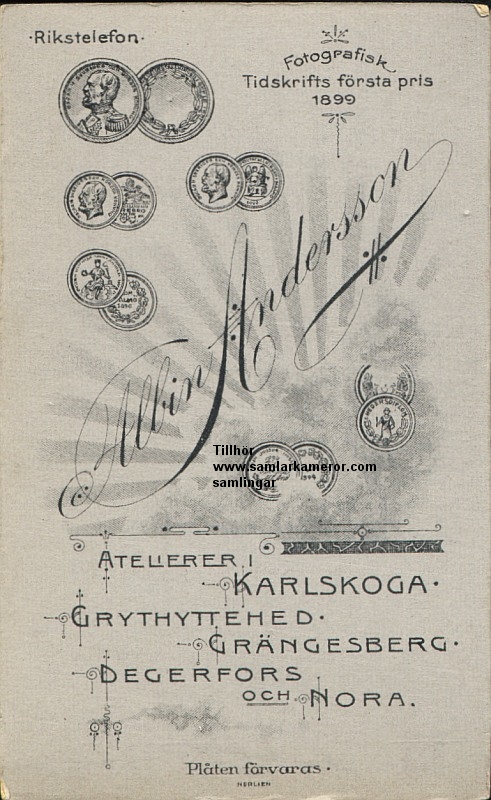 ·Rikstelefon·
Fotografisk
Tidskrifts första pris
1899
Albin Andersson
Tillhör
www.samlarkameror.com
samlingar
ATELIERER I
KARLSKOGA·
GRYTHYTTEHED·
GRÄNGESBERG·
DEGERFORS
OCH NORA.
Plåten förvaras·
NERLIEN